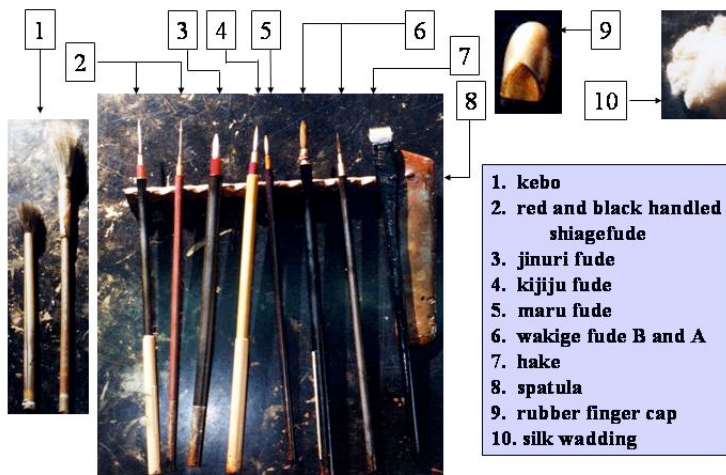 1
2
3
4
5
6
7
8
9
10
1. kebo
2. red and black handled
shiagefude
3. jinuri fude
4. kijiju fude
5. maru fude
6. wakige fude B and A
7. hake
8. spatula
9. rubber finger cap
10. silk wadding